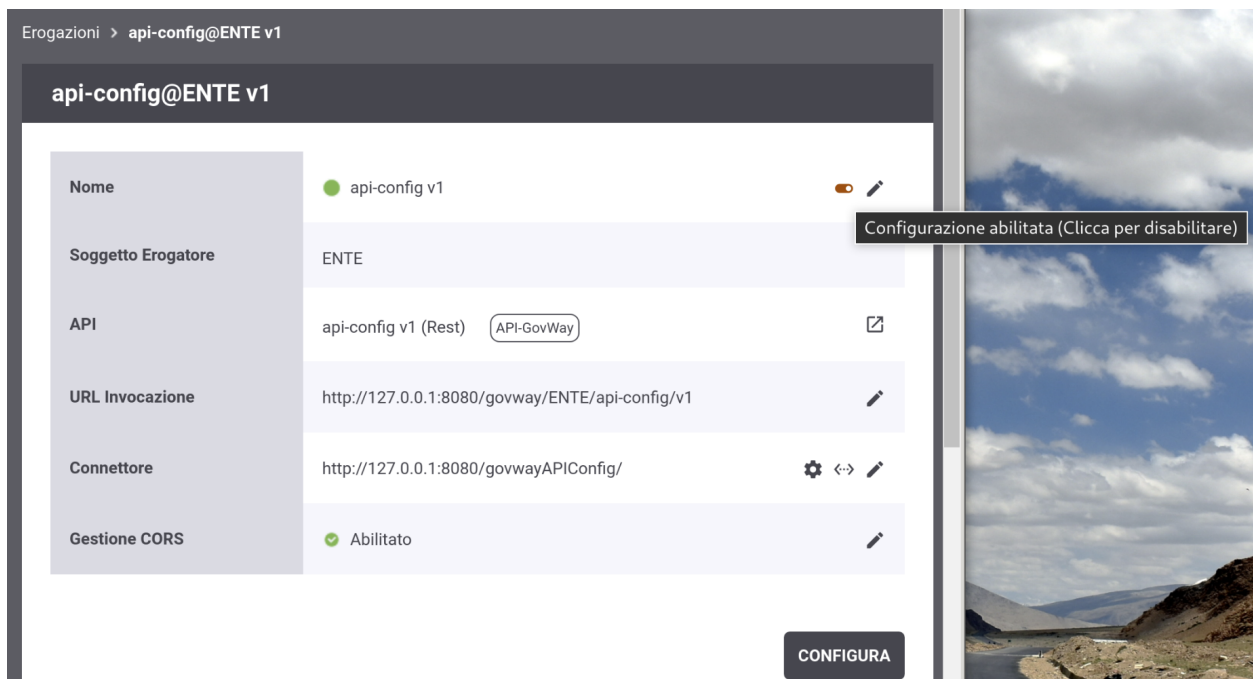 Erogazioni > api-config@ENTE v1
api-config@ENTE v1
Nome api-config v1
Configurazione abilitata (Clicca per disabilitare)
Soggetto Erogatore ENTE
API api-config v1 (Rest) API-GovWay
URL Invocazione http://127.0.0.1:8080/govway/ENTE/api-config/v1
Connettore http://127.0.0.1:8080/govwayAPIConfig/
Gestione CORS Abilitato
CONFIGURA